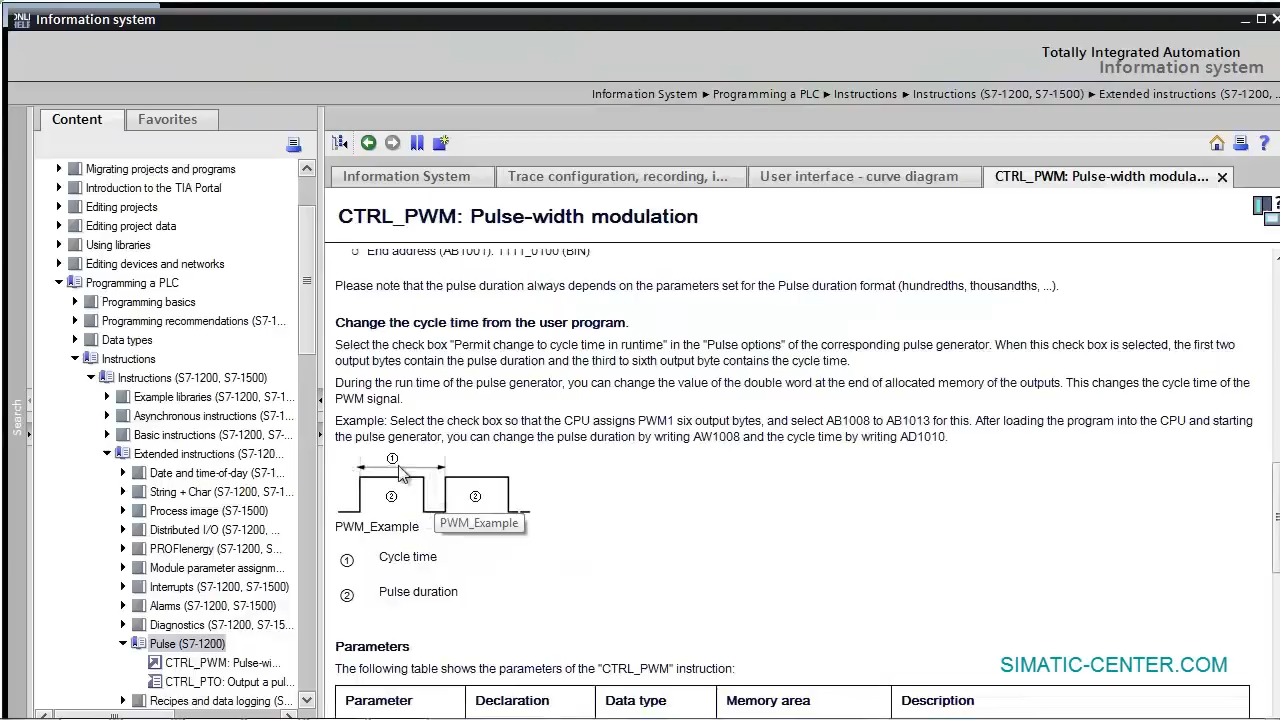 ONLI
HELP
Information system
Totally Integrated Automation
Information system
Information System ▶ Programming a PLC ▶ Instructions ▶ Instructions (S7-1200, S7-1500) ▶ Extended instructions (S7-1200, ...
Content
Favorites
Search
Migrating projects and programs
Introduction to the TIA Portal
Editing projects
Editing project data
Using libraries
Editing devices and networks
Programming a PLC
Programming basics
Programming recommendations (S7-1...
Data types
Instructions
Instructions (S7-1200, S7-1500)
Example libraries (S7-1200, S7-1...
Asynchronous instructions (S7-1...
Basic instructions (S7-1200, S7-1...
Extended instructions (S7-120...
Date and time-of-day (S7-1...
String + Char (S7-1200, S7-1...
Process image (S7-1500)
Distributed I/O (S7-1200, S...
PROFIenergy (S7-1200, S...
Module parameter assignm...
Interrupts (S7-1200, S7-1500)
Alarms (S7-1200, S7-1500)
Diagnostics (S7-1200, S7-15...
Pulse (S7-1200)
CTRL_PWM: Pulse-wi...
CTRL_PTO: Output a pul...
Recipes and data logging (S...
Information System
Trace configuration, recording, i...
User interface - curve diagram
CTRL_PWM: Pulse-width modula...
CTRL_PWM: Pulse-width modulation
End address (AB1001): 1111_0100 (BIN)
Please note that the pulse duration always depends on the parameters set for the Pulse duration format (hundredths, thousandths, ...).
Change the cycle time from the user program.
Select the check box "Permit change to cycle time in runtime" in the "Pulse options" of the corresponding pulse generator. When this check box is selected, the first two
output bytes contain the pulse duration and the third to sixth output byte contains the cycle time.
During the run time of the pulse generator, you can change the value of the double word at the end of allocated memory of the outputs. This changes the cycle time of the
PWM signal.
Example: Select the check box so that the CPU assigns PWM1 six output bytes, and select AB1008 to AB1013 for this. After loading the program into the CPU and starting
the pulse generator, you can change the pulse duration by writing AW1008 and the cycle time by writing AD1010.
①
② ②
PWM_Example
PWM_Example
① Cycle time
② Pulse duration
Parameters
The following table shows the parameters of the "CTRL_PWM" instruction:
SIMATIC-CENTER.COM
Parameter Declaration Data type Memory area Description